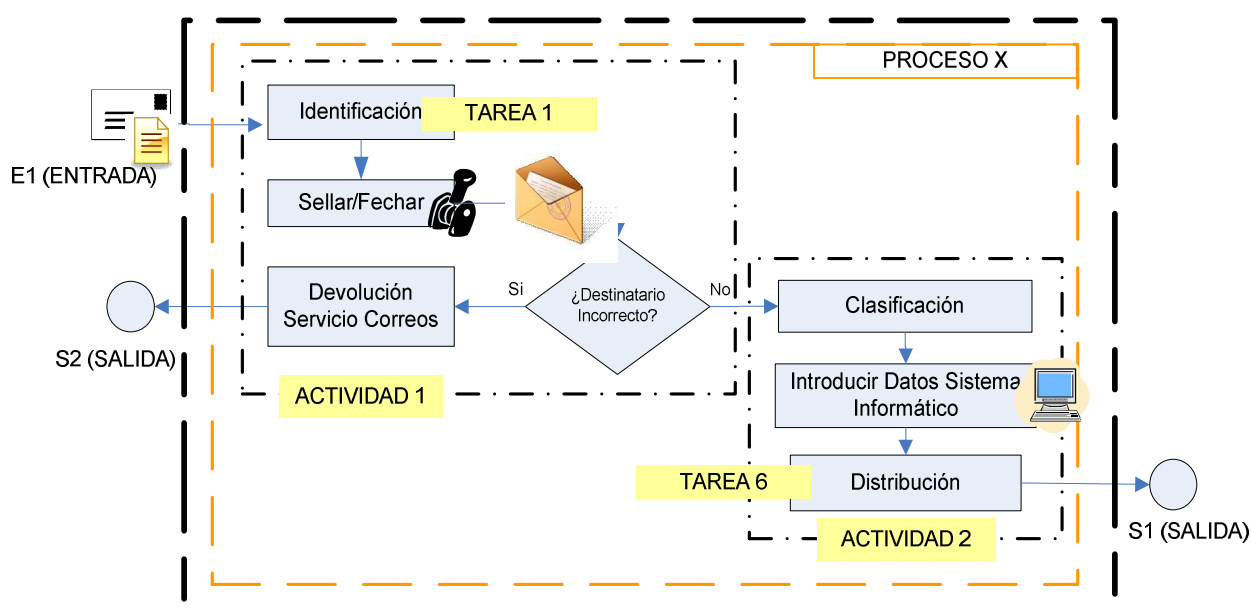 PROCESO X
Identificación
TAREA 1
E1 (ENTRADA)
Sellar/Fechar
Devolución
Servicio Correos
Si
¿Destinatario
Incorrecto?
No
Clasificación
S2 (SALIDA)
ACTIVIDAD 1
Introducir Datos Sistema
Informático
TAREA 6
Distribución
S1 (SALIDA)
ACTIVIDAD 2